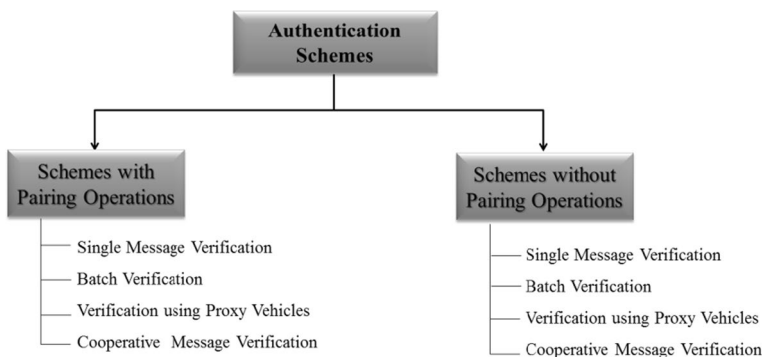 Authentication
Schemes
Schemes with
Pairing Operations
Single Message Verification
Batch Verification
Verification using Proxy Vehicles
Cooperative Message Verification
Schemes without
Pairing Operations
Single Message Verification
Batch Verification
Verification using Proxy Vehicles
Cooperative Message Verification